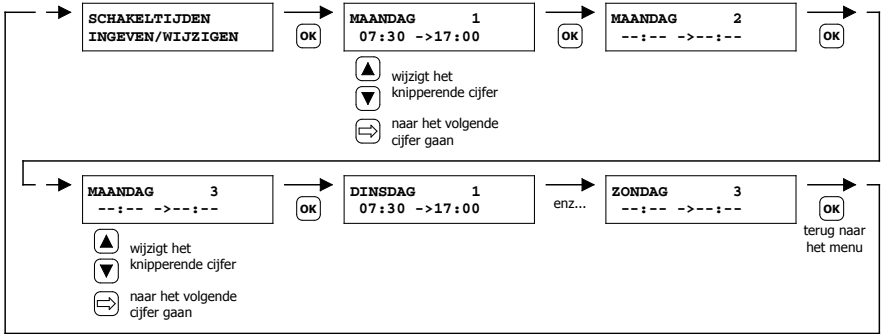 SCHAKELTIJDEN
INGEVEN/WIJZIGEN
OK
MAANDAG 1
07:30 ->17:00
OK
MAANDAG 2
--:-- ->--:--
OK
wijzigt het
knipperende cijfer
naar het volgende
cijfer gaan
MAANDAG 3
--:-- ->--:--
OK
DINSDAG 1
07:30 ->17:00
enz...
ZONDAG 3
--:-- ->--:--
OK
terug naar
het menu
wijzigt het
knipperende cijfer
naar het volgende
cijfer gaan